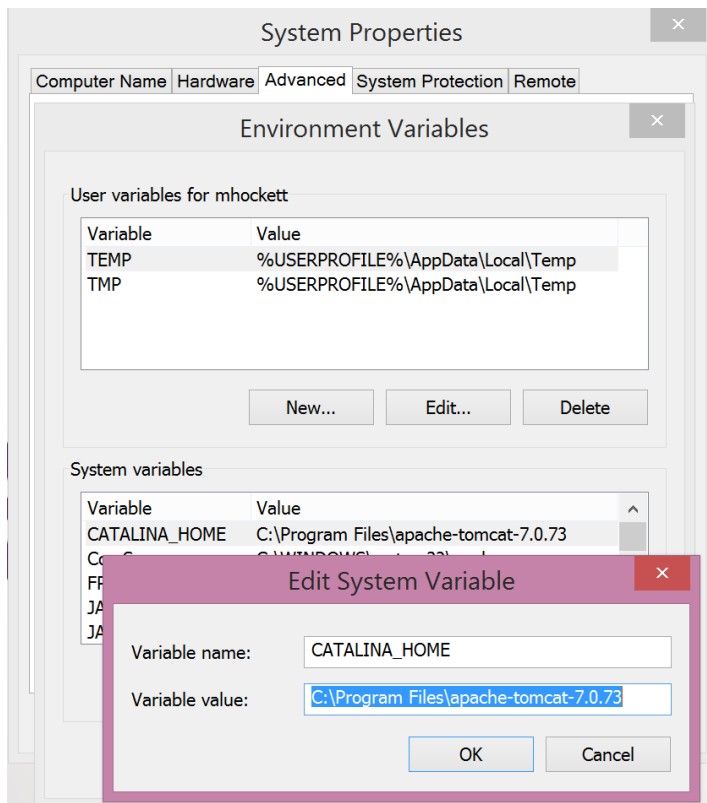 System Properties
Computer Name Hardware Advanced System Protection Remote
Environment Variables
User variables for mhockett
Variable Value
TEMP %USERPROFILE%\AppData\Local\Temp
TMP %USERPROFILE%\AppData\Local\Temp
New... Edit... Delete
System variables
Variable Value
CATALINA_HOME C:\Program Files\apache-tomcat-7.0.73
Edit System Variable
JA
JA
Variable name: CATALINA_HOME
Variable value: C:\Program Files\apache-tomcat-7.0.73
OK Cancel